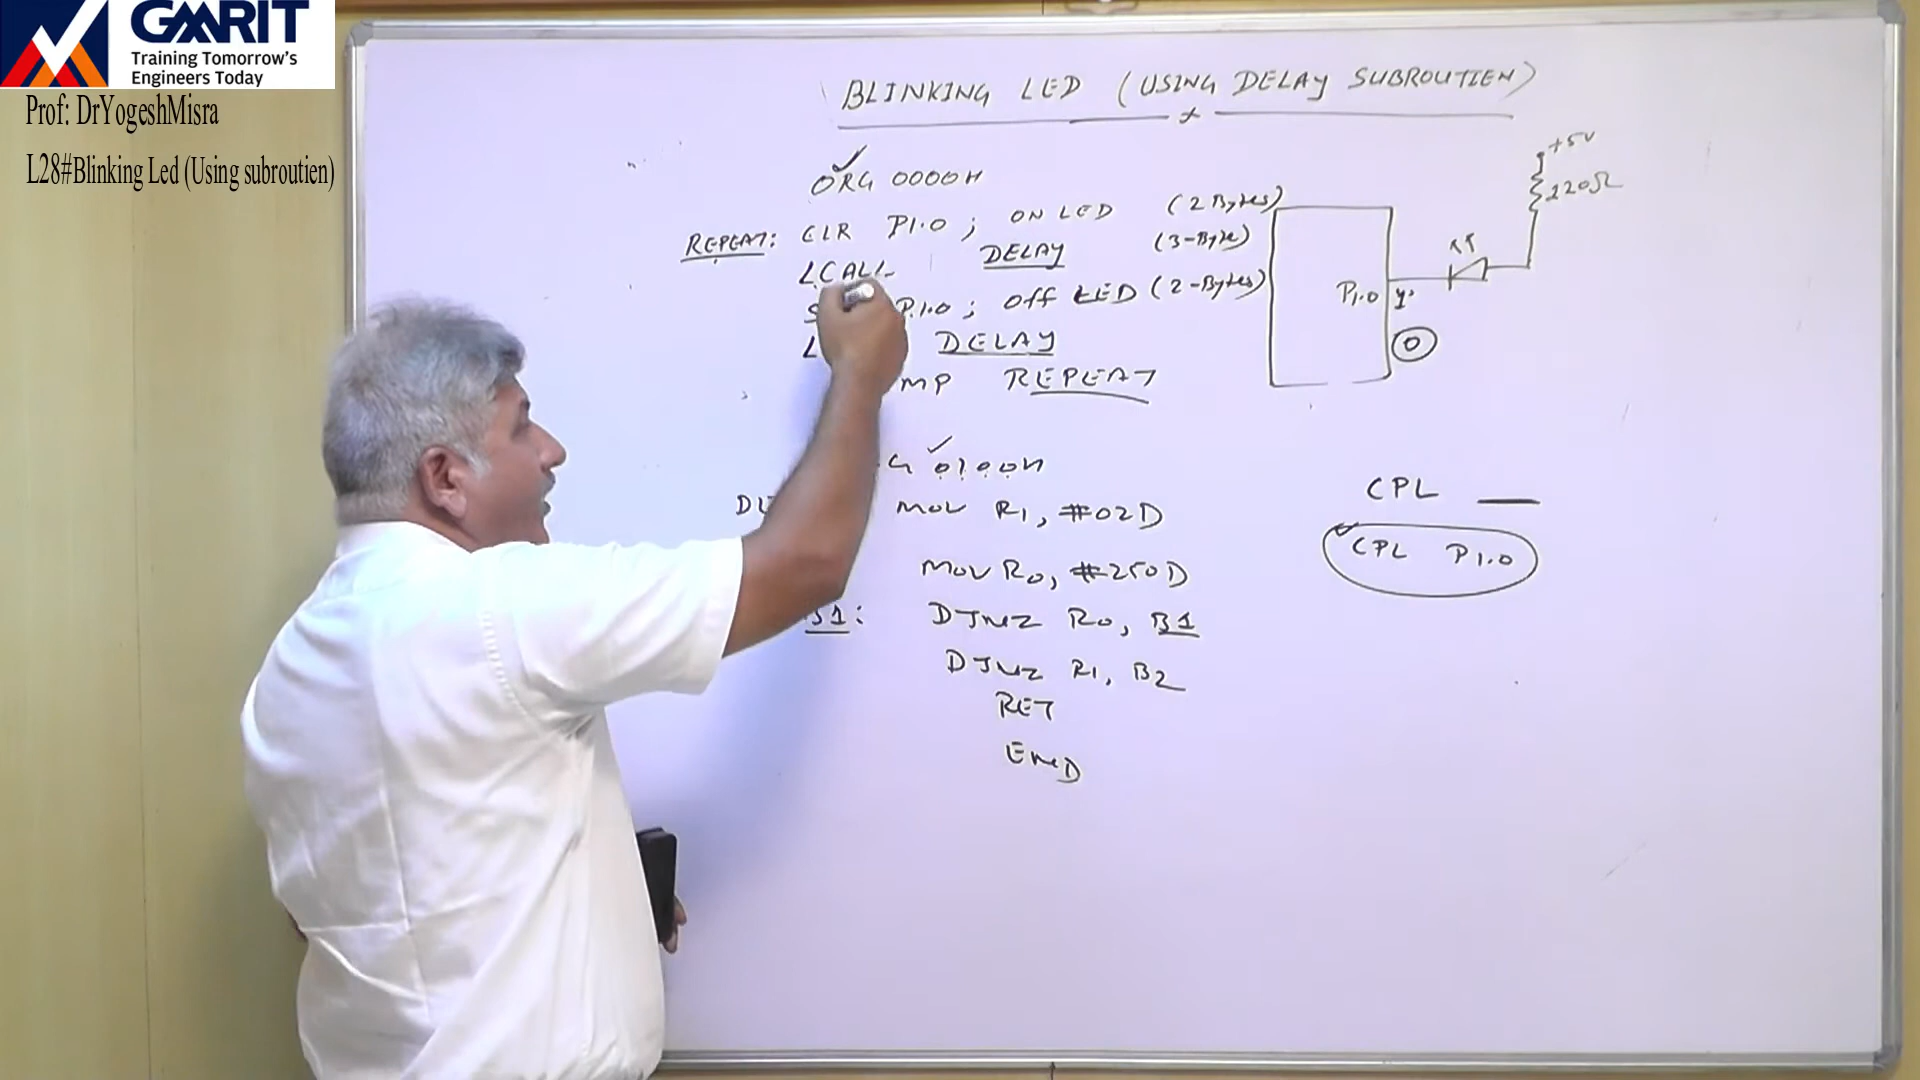 GMRIT
Training Tomorrow's
Engineers Today
Prof: DrYogeshMisra
L28#Blinking Led (Using subroutien)
BLINKING LED (USING DELAY SUBROUTIEN)
ORG 0000H
REPEAT: CLR P1.0 ; ON LED (2 Bytes)
LCALL DELAY (3-Byte)
P1.0 ; Off LED (2-Bytes)
DELAY
REPEAT
0100H
MOV R1, #02D
MOV R0, #250D
B1: DJNZ R0, B1
DJNZ R1, B2
RET
END
+5V
220Ω
P1.0
0
CPL
CPL P1.0